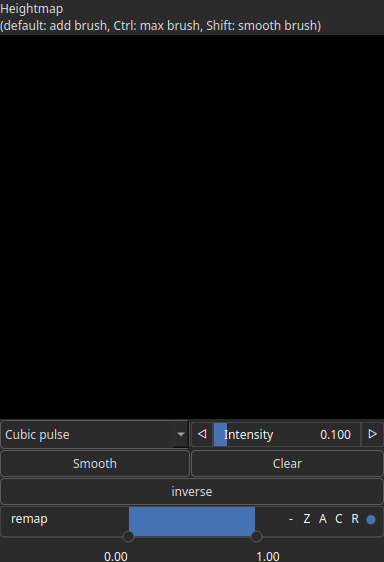 Heightmap
(default: add brush, Ctrl: max brush, Shift: smooth brush)
Cubic pulse
Intensity 0.100
Smooth Clear
inverse
remap - Z A C R
0.00 1.00